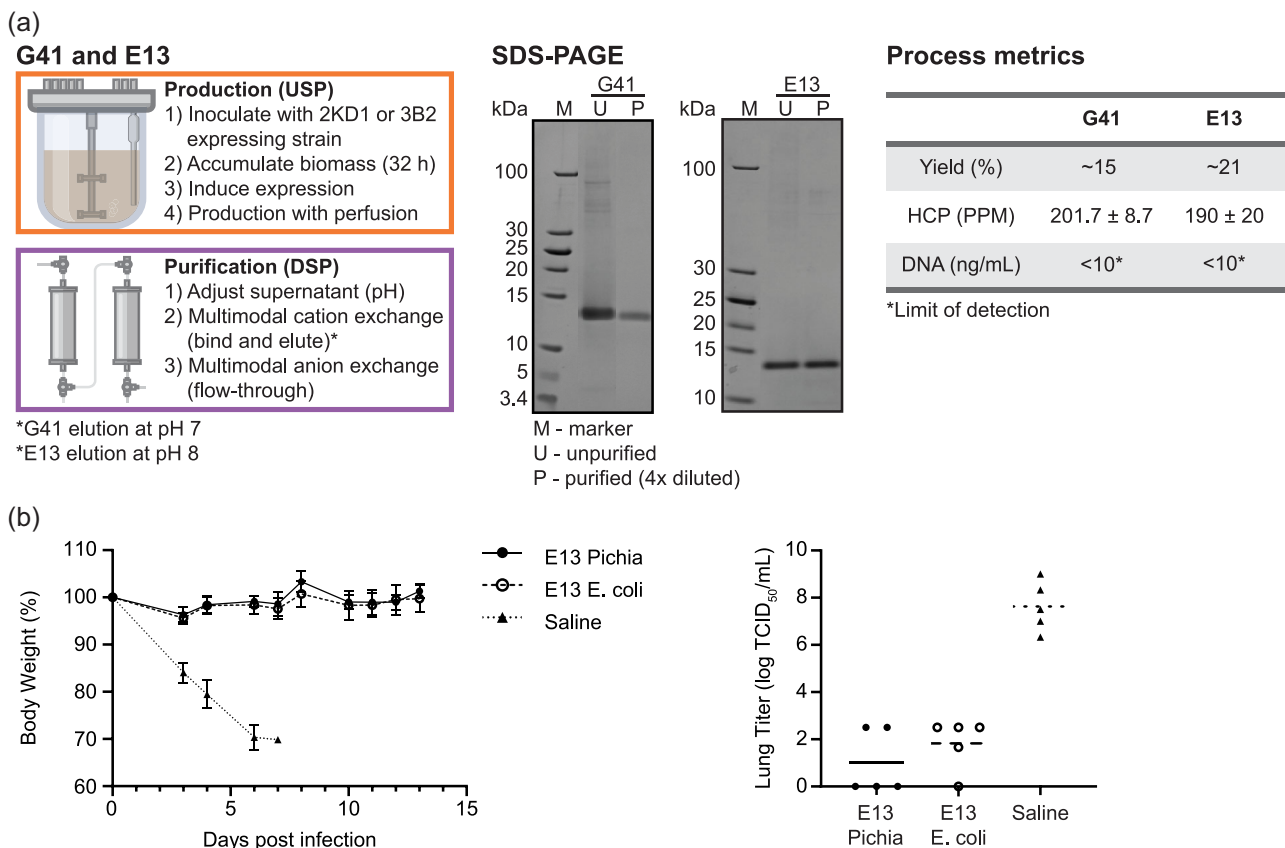 (a)
G41 and E13
Production (USP)
1) Inoculate with 2KD1 or 3B2
expressing strain
2) Accumulate biomass (32 h)
3) Induce expression
4) Production with perfusion
Purification (DSP)
1) Adjust supernatant (pH)
2) Multimodal cation exchange
(bind and elute)*
3) Multimodal anion exchange
(flow-through)
*G41 elution at pH 7
*E13 elution at pH 8
SDS-PAGE
G41
kDa M U P
100
30
25
20
15
10
5
3.4
E13
kDa M U P
100
30
25
20
15
10
M - marker
U - unpurified
P - purified (4x diluted)
Process metrics
G41 E13
Yield (%) ~15 ~21
HCP (PPM) 201.7 ± 8.7 190 ± 20
DNA (ng/mL) <10* <10*
*Limit of detection
(b)
Body Weight (%)
110
100
90
80
70
60
0 5 10 15
Days post infection
E13 Pichia
E13 E. coli
Saline
Lung Titer (log TCID50/mL)
10
8
6
4
2
0
E13 Pichia
E13 E. coli
Saline